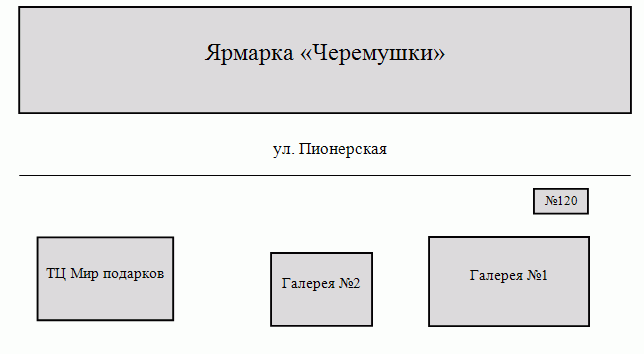 Ярмарка «Черемушки»
ул. Пионерская
№120
ТЦ Мир подарков
Галерея №2
Галерея №1